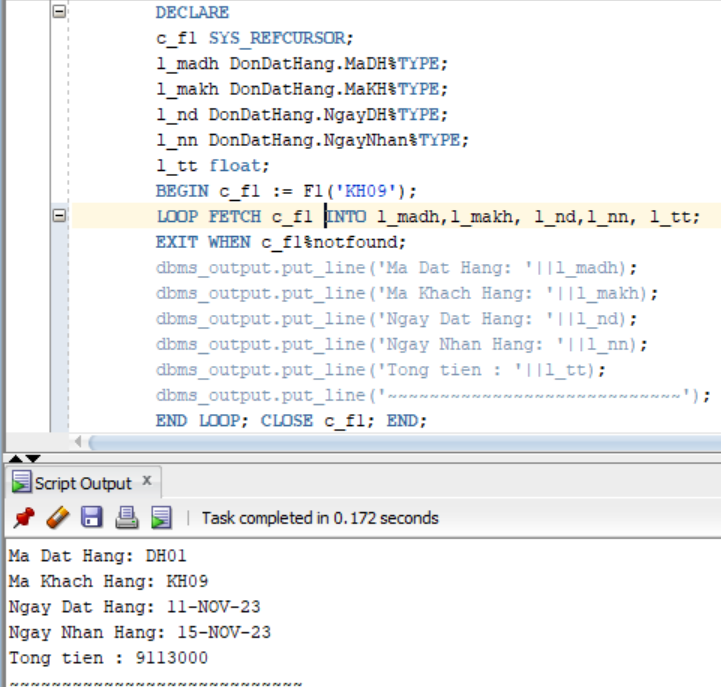 DECLARE
c_f1 SYS_REFCURSOR;
l_madh DonDatHang.MaDH%TYPE;
l_makh DonDatHang.MaKH%TYPE;
l_nd DonDatHang.NgayDH%TYPE;
l_nn DonDatHang.NgayNhan%TYPE;
l_tt float;
BEGIN c_f1 := F1('KH09');
LOOP FETCH c_f1 INTO l_madh,l_makh, l_nd,l_nn, l_tt;
EXIT WHEN c_f1%notfound;
dbms_output.put_line('Ma Dat Hang: '||l_madh);
dbms_output.put_line('Ma Khach Hang: '||l_makh);
dbms_output.put_line('Ngay Dat Hang: '||l_nd);
dbms_output.put_line('Ngay Nhan Hang: '||l_nn);
dbms_output.put_line('Tong tien : '||l_tt);
dbms_output.put_line('~~~~~~~~~~~~~~~~~~~~~~~~~~~~');
END LOOP; CLOSE c_f1; END;
Script Output x
Task completed in 0.172 seconds
Ma Dat Hang: DH01
Ma Khach Hang: KH09
Ngay Dat Hang: 11-NOV-23
Ngay Nhan Hang: 15-NOV-23
Tong tien : 9113000
~~~~~~~~~~~~~~~~~~~~~~~~~~~~